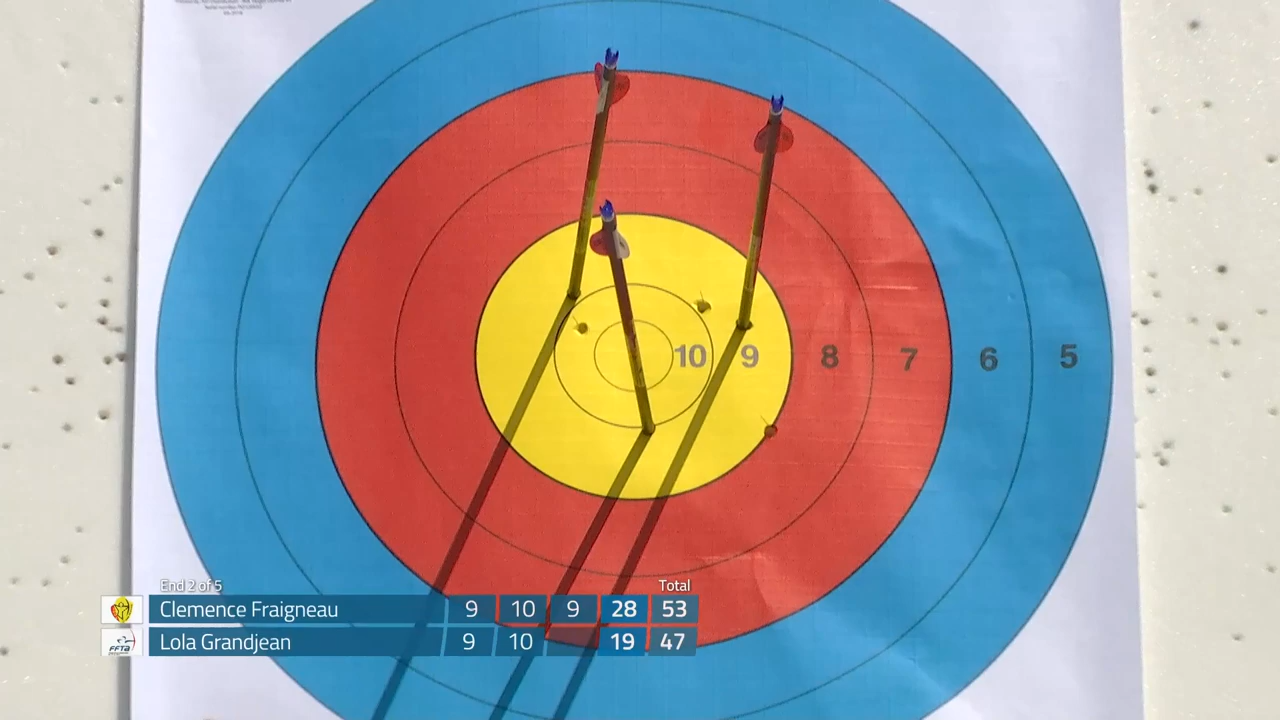 10 9 8 7 6 5
End 2 of 5 Total
Clemence Fraigneau 9 10 9 28 53
FFTA Lola Grandjean 9 10 19 47